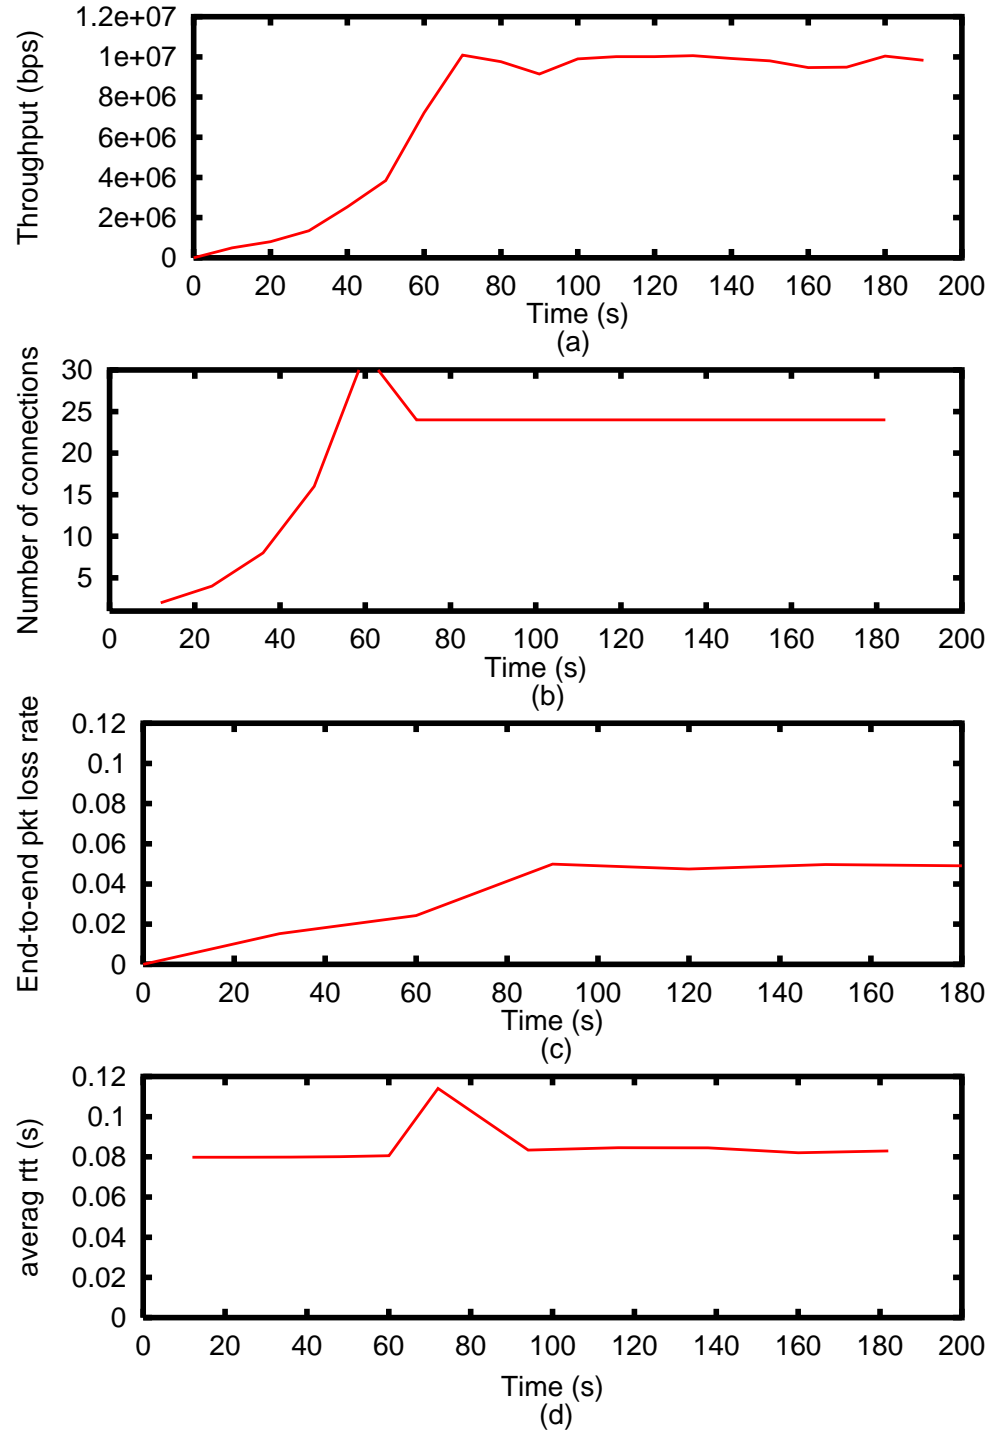 Throughput (bps)
1.2e+07
1e+07
8e+06
6e+06
4e+06
2e+06
0
0 20 40 60 80 100 120 140 160 180 200
Time (s)
(a)
Number of connections
30
25
20
15
10
5
0 20 40 60 80 100 120 140 160 180 200
Time (s)
(b)
End-to-end pkt loss rate
0.12
0.1
0.08
0.06
0.04
0.02
0
0 20 40 60 80 100 120 140 160 180
Time (s)
(c)
averag rtt (s)
0.12
0.1
0.08
0.06
0.04
0.02
0
0 20 40 60 80 100 120 140 160 180 200
Time (s)
(d)